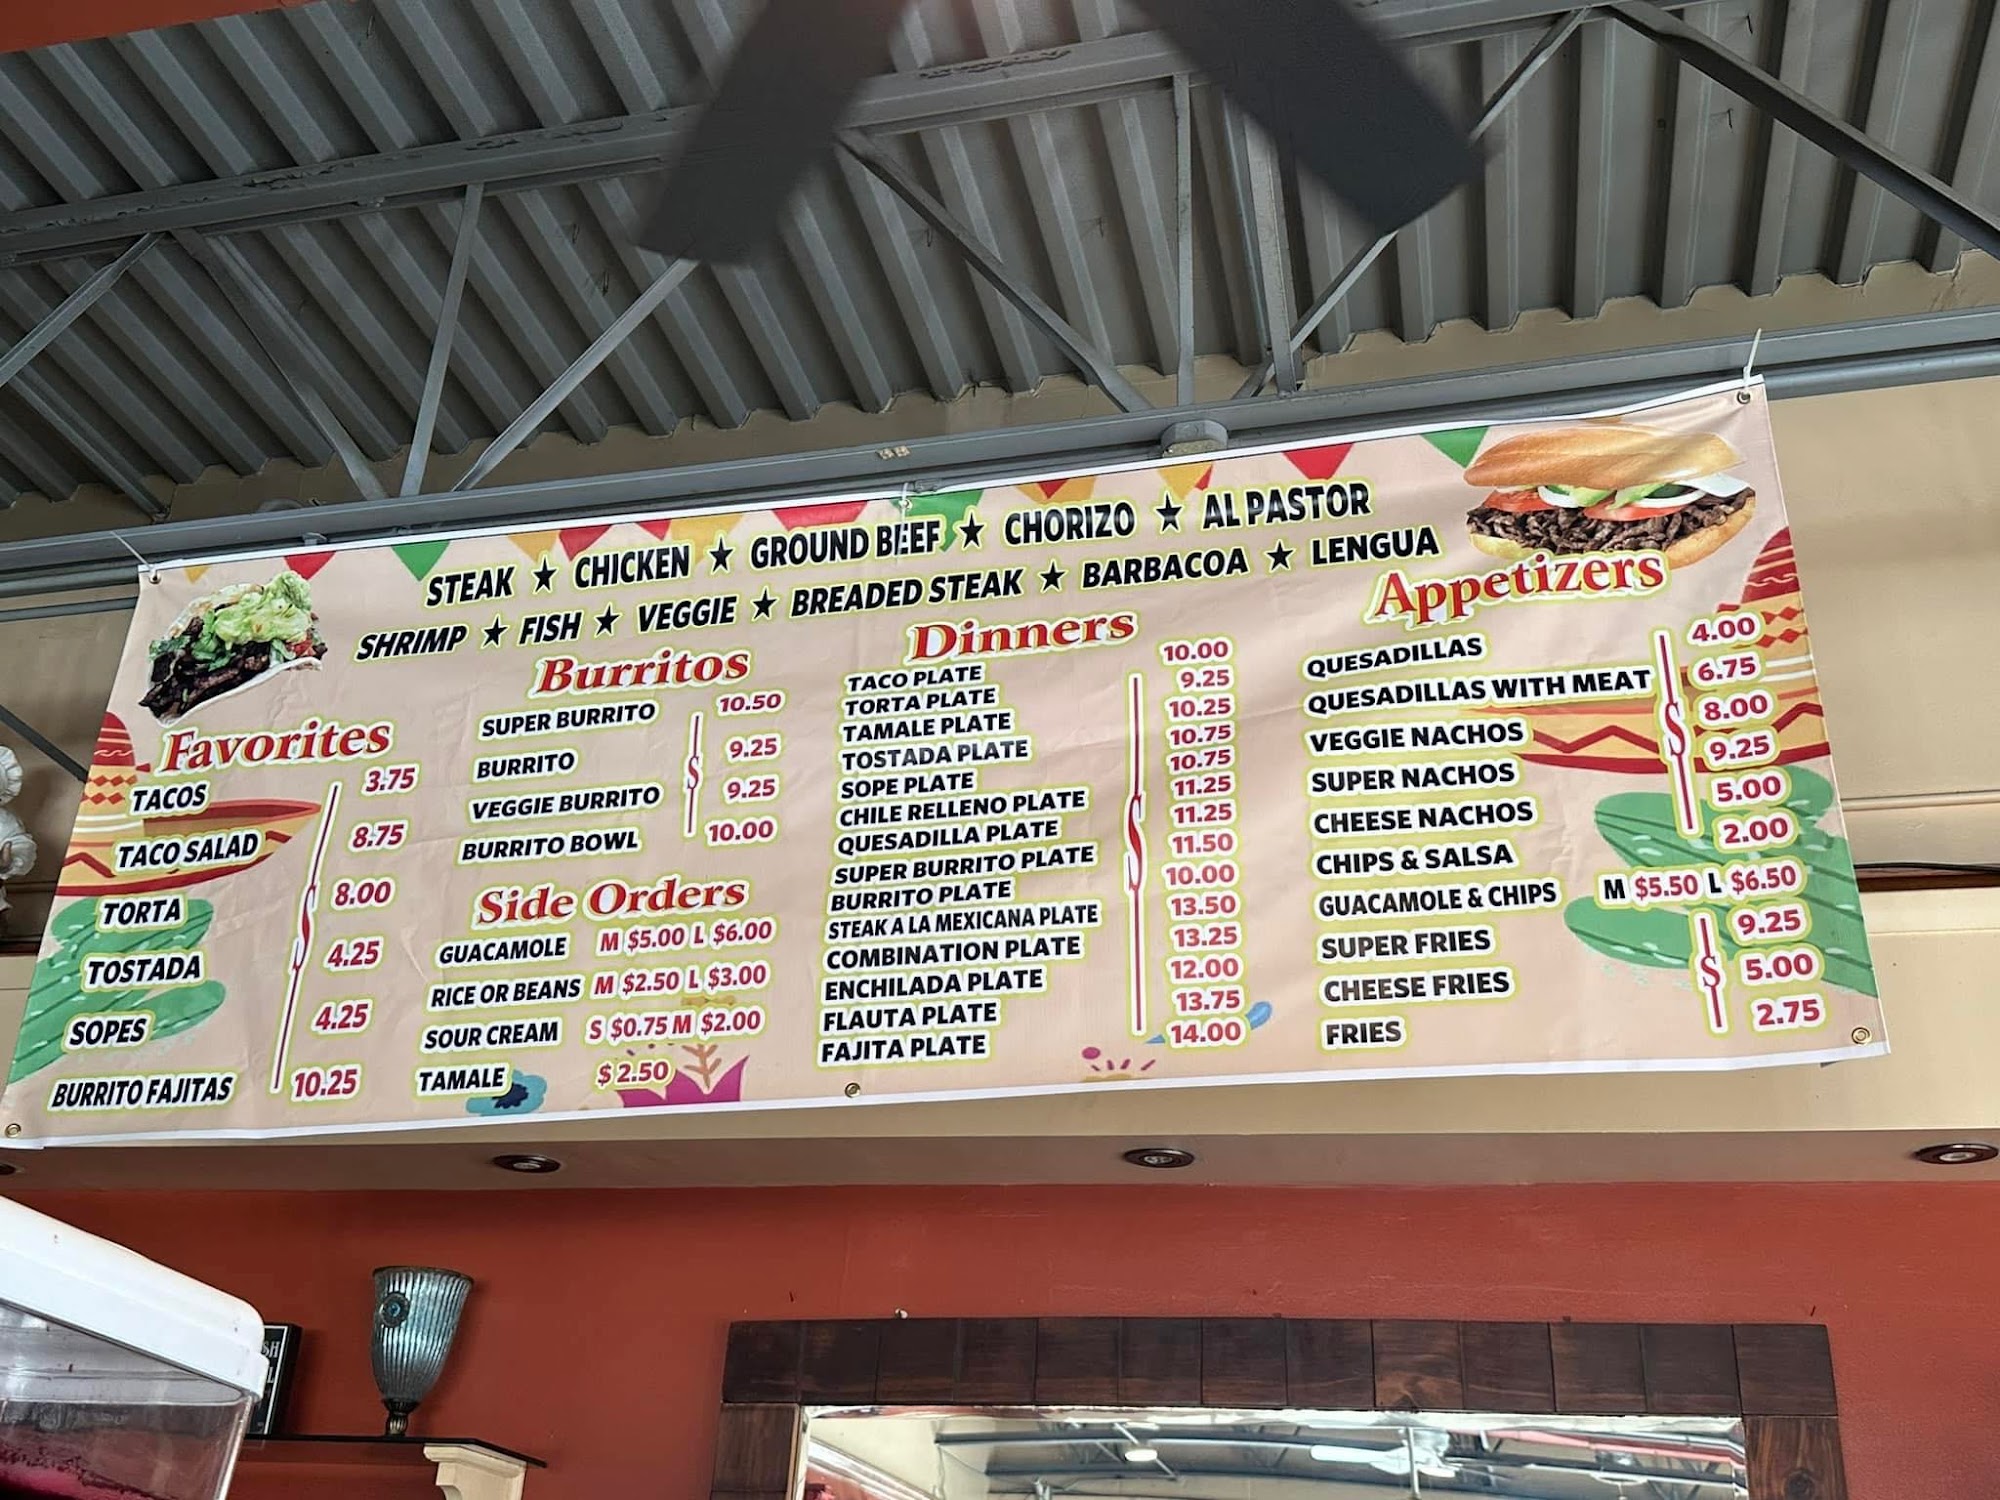 STEAK ★ CHICKEN ★ GROUND BEEF ★ CHORIZO ★ AL PASTOR
SHRIMP ★ FISH ★ VEGGIE ★ BREADED STEAK ★ BARBACOA ★ LENGUA
Favorites
TACOS 3.75
TACO SALAD 8.75
TORTA 8.00
TOSTADA 4.25
SOPES 4.25
BURRITO FAJITAS 10.25
$
Burritos
SUPER BURRITO 10.50
BURRITO 9.25
VEGGIE BURRITO 9.25
BURRITO BOWL 10.00
$
Side Orders
GUACAMOLE M $5.00 L $6.00
RICE OR BEANS M $2.50 L $3.00
SOUR CREAM S $0.75 M $2.00
TAMALE $2.50
Dinners
TACO PLATE 10.00
TORTA PLATE 9.25
TAMALE PLATE 10.25
TOSTADA PLATE 10.75
SOPE PLATE 10.75
CHILE RELLENO PLATE 11.25
QUESADILLA PLATE 11.25
SUPER BURRITO PLATE 11.50
BURRITO PLATE 10.00
STEAK A LA MEXICANA PLATE 13.50
COMBINATION PLATE 13.25
ENCHILADA PLATE 12.00
FLAUTA PLATE 13.75
FAJITA PLATE 14.00
$
Appetizers
QUESADILLAS 4.00
QUESADILLAS WITH MEAT 6.75
VEGGIE NACHOS 8.00
SUPER NACHOS 9.25
CHEESE NACHOS 5.00
CHIPS & SALSA 2.00
$
GUACAMOLE & CHIPS M $5.50 L $6.50
SUPER FRIES 9.25
CHEESE FRIES 5.00
FRIES 2.75
$